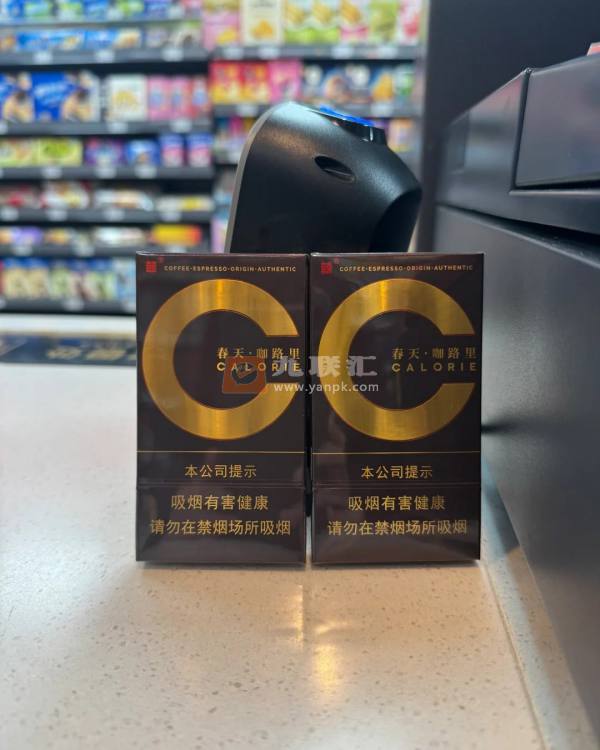 COFFEE·ESPRESSO·ORIGIN·AUTHENTIC
春天·咖路里
CALORIE
本公司提示
吸烟有害健康
请勿在禁烟场所吸烟
COFFEE·ESPRESSO·ORIGIN·AUTHENTIC
春天·咖路里
CALORIE
本公司提示
吸烟有害健康
请勿在禁烟场所吸烟
九联汇
www.yanpk.com